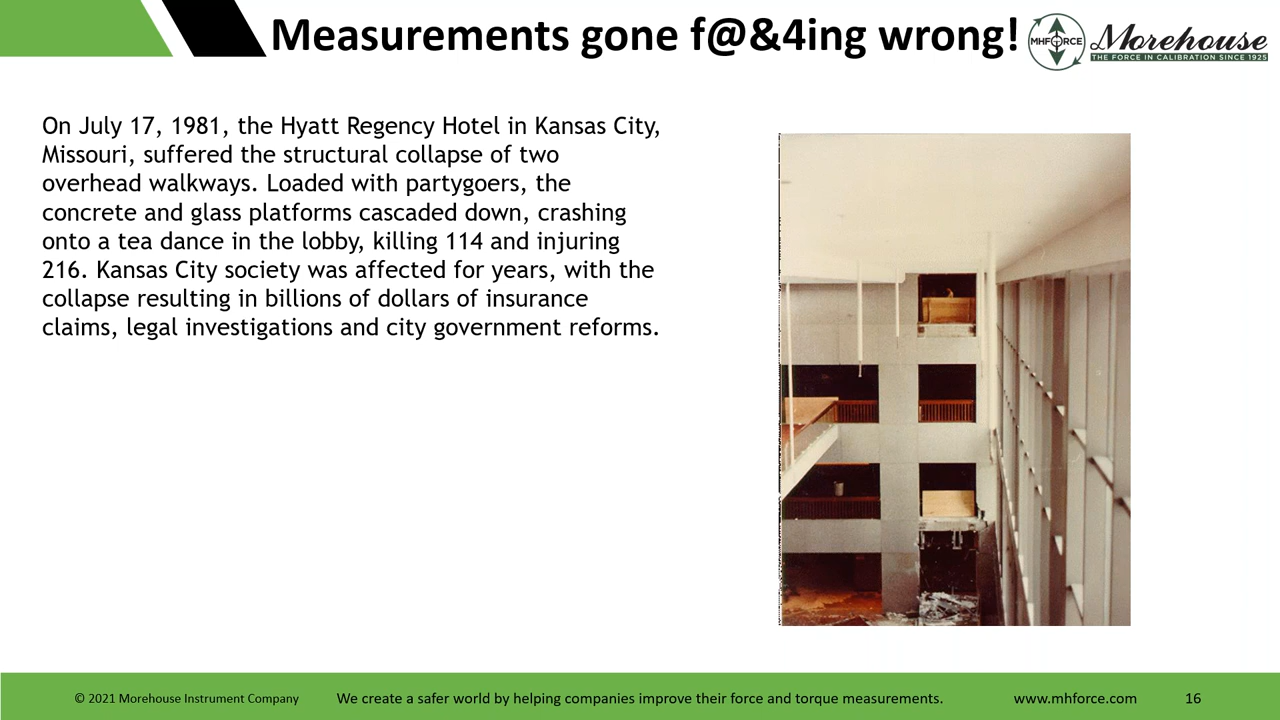 Measurements gone f@&4ing wrong!
MHFORCE
Morehouse
THE FORCE IN CALIBRATION SINCE 1925
On July 17, 1981, the Hyatt Regency Hotel in Kansas City,
Missouri, suffered the structural collapse of two
overhead walkways. Loaded with partygoers, the
concrete and glass platforms cascaded down, crashing
onto a tea dance in the lobby, killing 114 and injuring
216. Kansas City society was affected for years, with the
collapse resulting in billions of dollars of insurance
claims, legal investigations and city government reforms.
© 2021 Morehouse Instrument Company
We create a safer world by helping companies improve their force and torque measurements.
www.mhforce.com
16